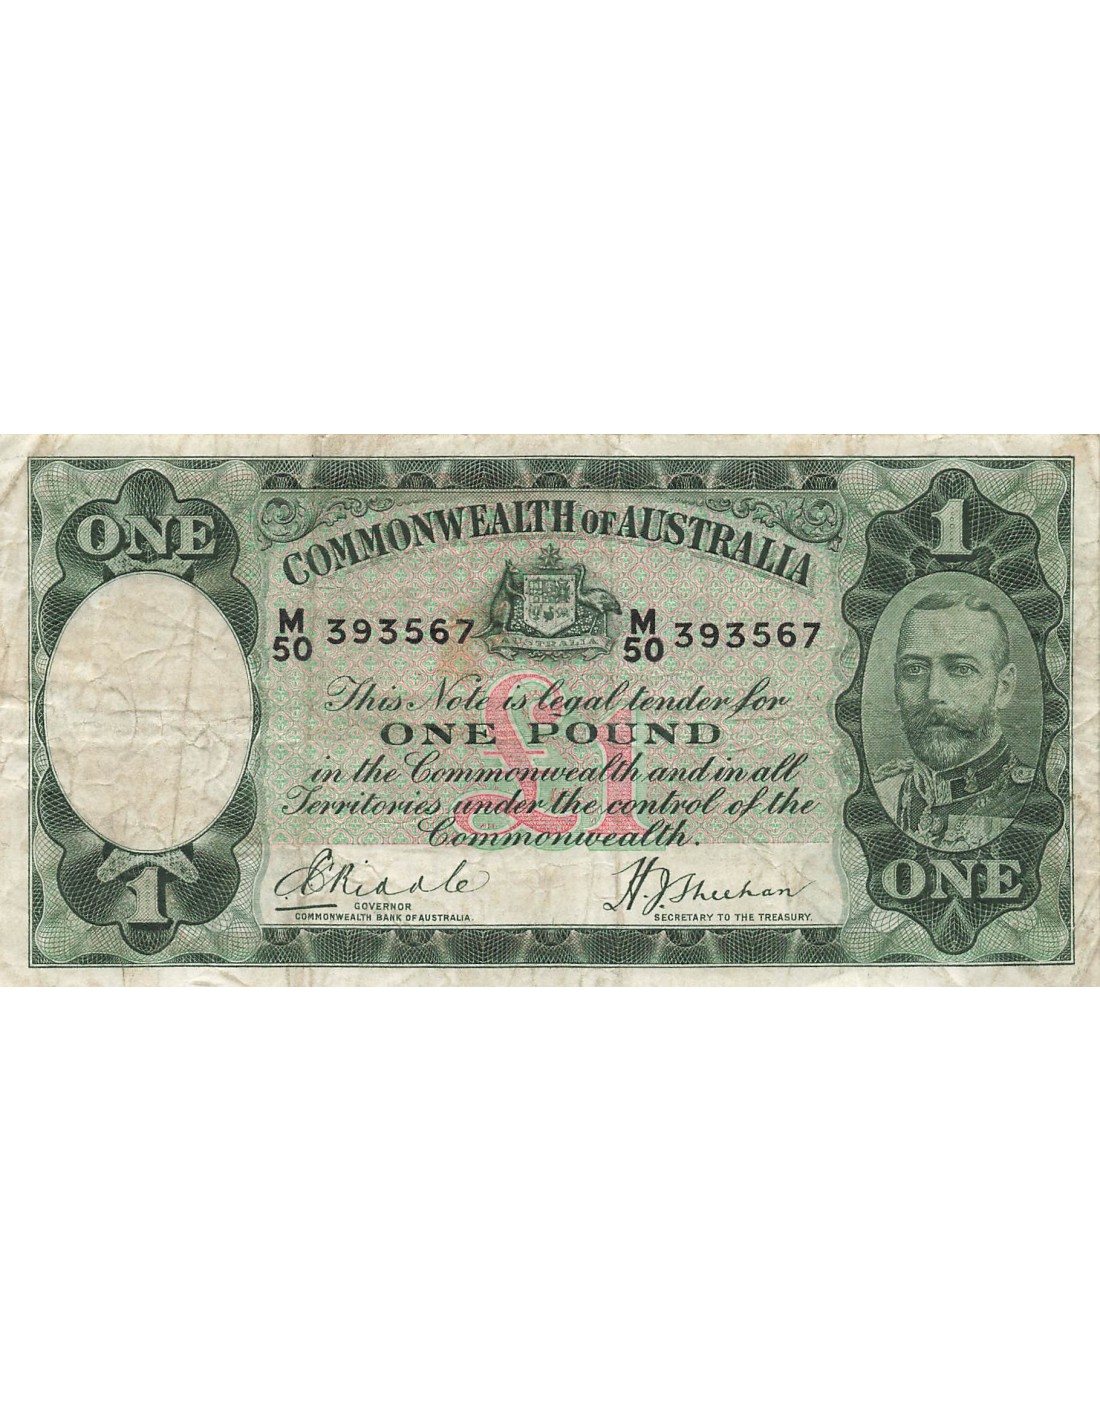 ONE
1
COMMONWEALTH OF AUSTRALIA
M
50 393567
M
50 393567
AUSTRALIA
This Note is legal tender for
ONE POUND
in the Commonwealth and in all
Territories under the control of the
Commonwealth.
£1
C Riddle
GOVERNOR
COMMONWEALTH BANK OF AUSTRALIA.
H. J. Sheehan
SECRETARY TO THE TREASURY.
1
ONE